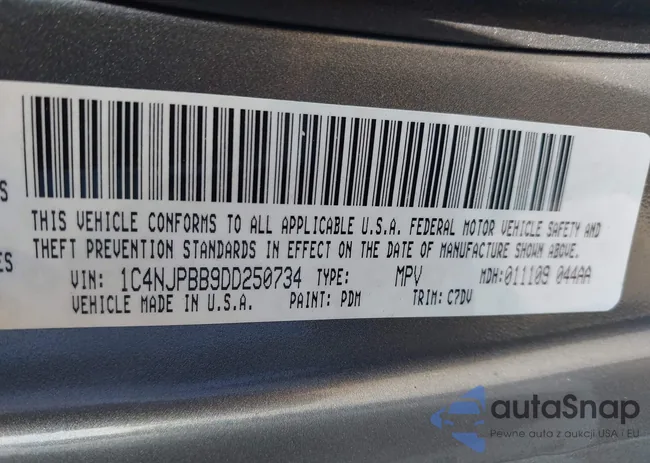 S
THIS VEHICLE CONFORMS TO ALL APPLICABLE U.S.A. FEDERAL MOTOR VEHICLE SAFETY AND
ES THEFT PREVENTION STANDARDS IN EFFECT ON THE DATE OF MANUFACTURE SHOWN ABOVE.
VIN: 1C4NJPBB9DD250734 TYPE: MPV MDH:011109 044AA
VEHICLE MADE IN U.S.A. PAINT: PDM TRIM: C7DV
autaSnap
Pewne auta z aukcji USA i EU